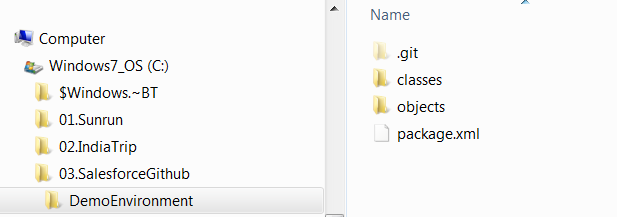 Computer
Windows7_OS (C:)
$Windows.~BT
01.Sunrun
02.IndiaTrip
03.SalesforceGithub
DemoEnvironment
Name
.git
classes
objects
package.xml